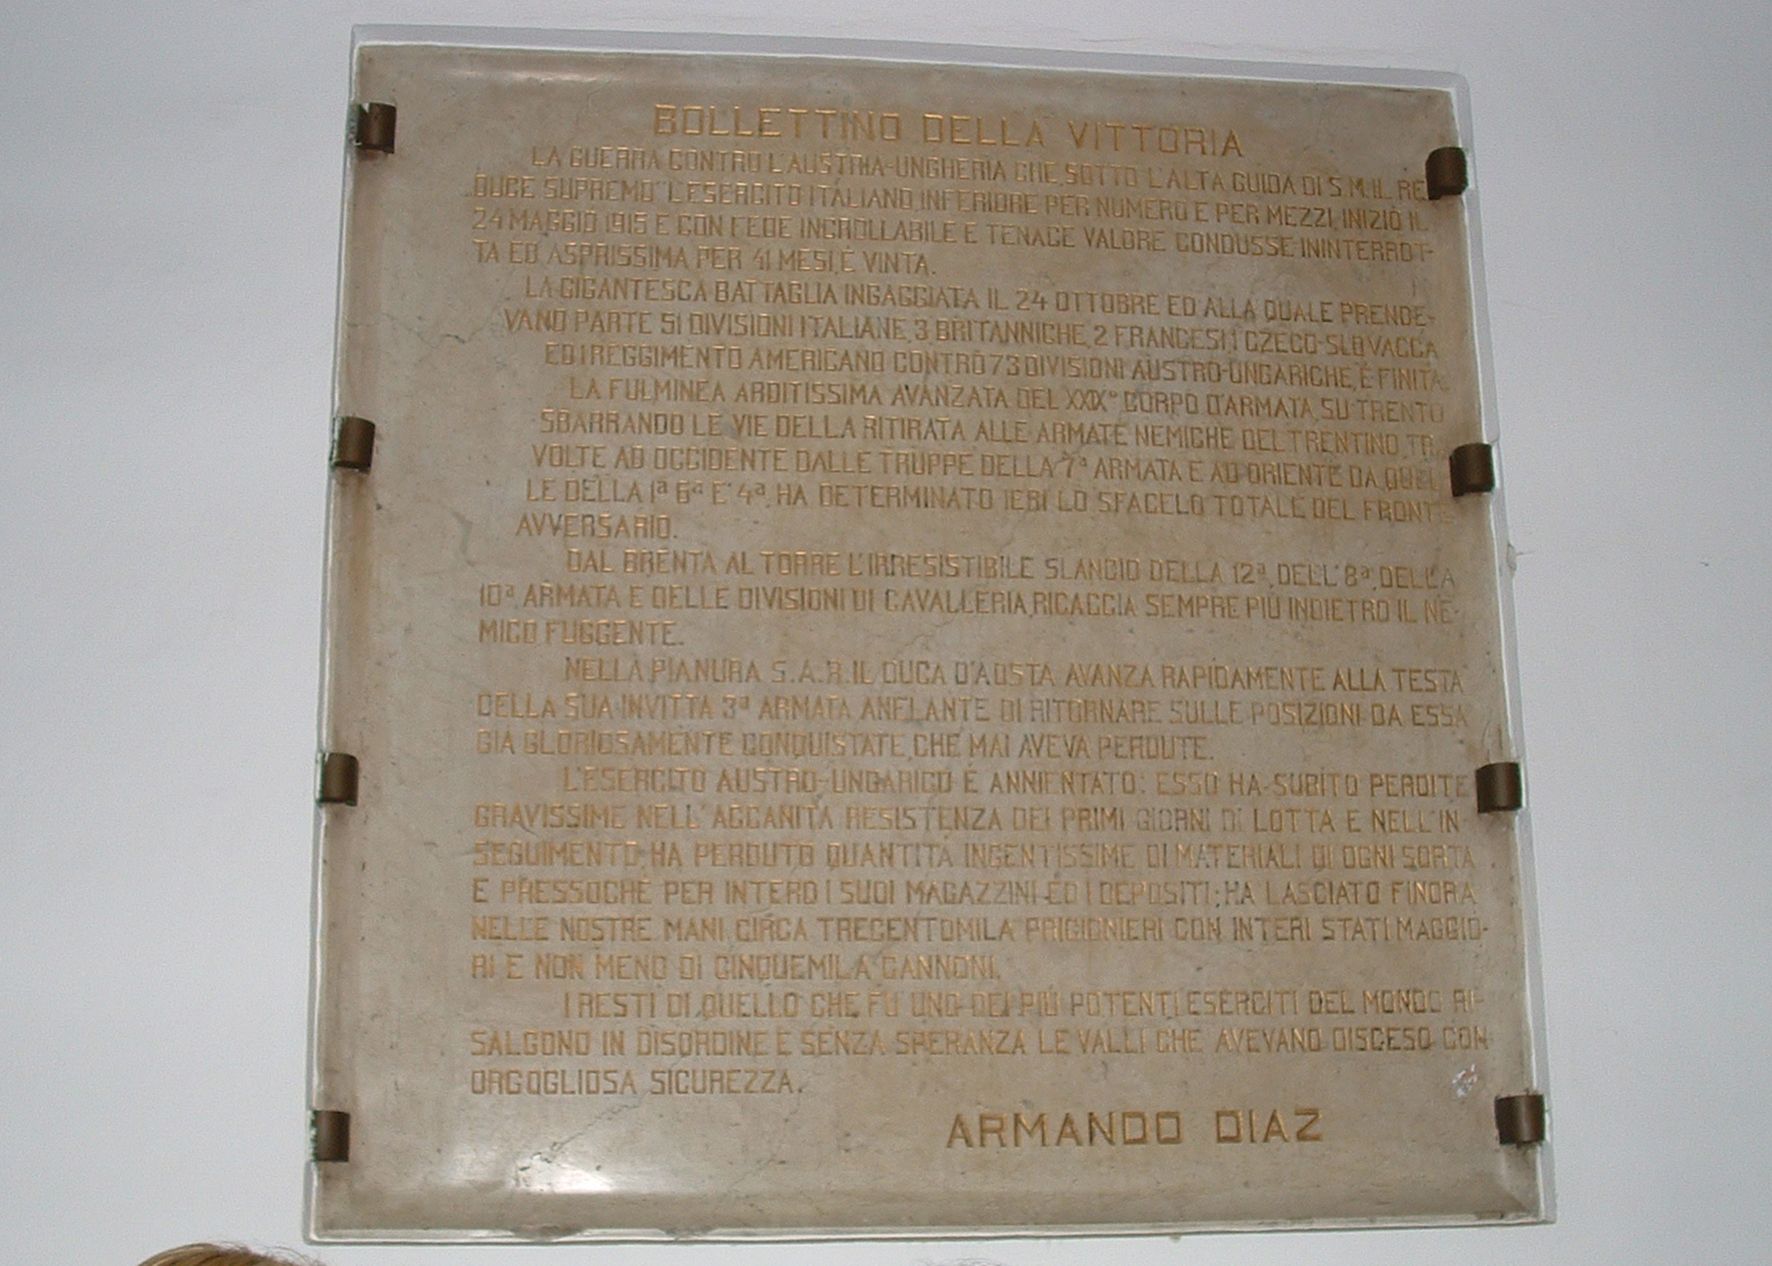 BOLLETTINO DELLA VITTORIA
LA GUERRA CONTRO L'AUSTRIA-UNGHERIA CHE, SOTTO L'ALTA GUIDA DI S.M. IL RE
DUCE SUPREMO L'ESERCITO ITALIANO, INFERIORE PER NUMERO E PER MEZZI, INIZIÒ IL
24 MAGGIO 1915 E CON FEDE INCROLLABILE E TENACE VALORE CONDUSSE ININTERROT-
TA ED ASPRISSIMA PER 41 MESI, È VINTA.
LA GIGANTESCA BATTAGLIA INGAGGIATA IL 24 OTTOBRE ED ALLA QUALE PRENDE-
VANO PARTE 51 DIVISIONI ITALIANE, 3 BRITANNICHE, 2 FRANCESI, 1 CZECO-SLOVACCA
ED 1 REGGIMENTO AMERICANO CONTRO 73 DIVISIONI AUSTRO-UNGARICHE, È FINITA.
LA FULMINEA ARDITISSIMA AVANZATA DEL XXIX° CORPO D'ARMATA, SU TRENTO
SBARRANDO LE VIE DELLA RITIRATA ALLE ARMATE NEMICHE DEL TRENTINO, TRA
VOLTE AD OCCIDENTE DALLE TRUPPE DELLA 7ª ARMATA E AD ORIENTE DA QUEL
LE DELLA 1ª 6ª E 4ª, HA DETERMINATO IERI LO SFACELO TOTALE DEL FRONTE
AVVERSARIO.
DAL BRENTA AL TORRE L'IRRESISTIBILE SLANCIO DELLA 12ª, DELL'8ª, DELLA
10ª ARMATA E DELLE DIVISIONI DI CAVALLERIA, RICACCIA SEMPRE PIÙ INDIETRO IL NE-
MICO FUGGENTE.
NELLA PIANURA S.A.R. IL DUCA D'AOSTA AVANZA RAPIDAMENTE ALLA TESTA
DELLA SUA INVITTA 3ª ARMATA ANELANTE DI RITORNARE SULLE POSIZIONI DA ESSA
GIA GLORIOSAMENTE CONQUISTATE, CHE MAI AVEVA PERDUTE.
L'ESERCITO AUSTRO-UNGARICO È ANNIENTATO: ESSO HA SUBITO PERDITE
GRAVISSIME NELL'ACCANITA RESISTENZA DEI PRIMI GIORNI DI LOTTA E NELL'IN-
SEGUIMENTO; HA PERDUTO QUANTITÀ INGENTISSIME DI MATERIALI DI OGNI SORTA
E PRESSOCHÈ PER INTERO I SUOI MAGAZZINI ED I DEPOSITI; HA LASCIATO FINORA
NELLE NOSTRE MANI CIRCA TRECENTOMILA PRIGIONIERI CON INTERI STATI MAGGIO-
RI E NON MENO DI CINQUEMILA CANNONI.
I RESTI DI QUELLO CHE FU UNO DEI PIÙ POTENTI ESERCITI DEL MONDO RI-
SALGONO IN DISORDINE E SENZA SPERANZA LE VALLI CHE AVEVANO DISCESO CON
ORGOGLIOSA SICUREZZA.
ARMANDO DIAZ